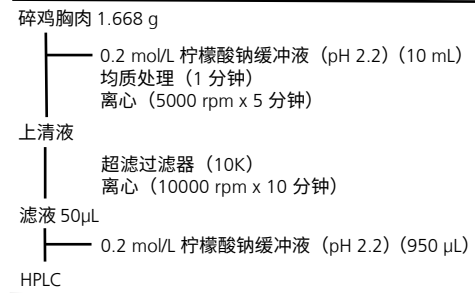 碎鸡胸肉 1.668 g
0.2 mol/L 柠檬酸钠缓冲液（pH 2.2）（10 mL）
均质处理（1 分钟）
离心（5000 rpm x 5 分钟）
上清液
超滤过滤器（10K）
离心（10000 rpm x 10 分钟）
滤液 50µL
0.2 mol/L 柠檬酸钠缓冲液（pH 2.2）（950 µL）
HPLC